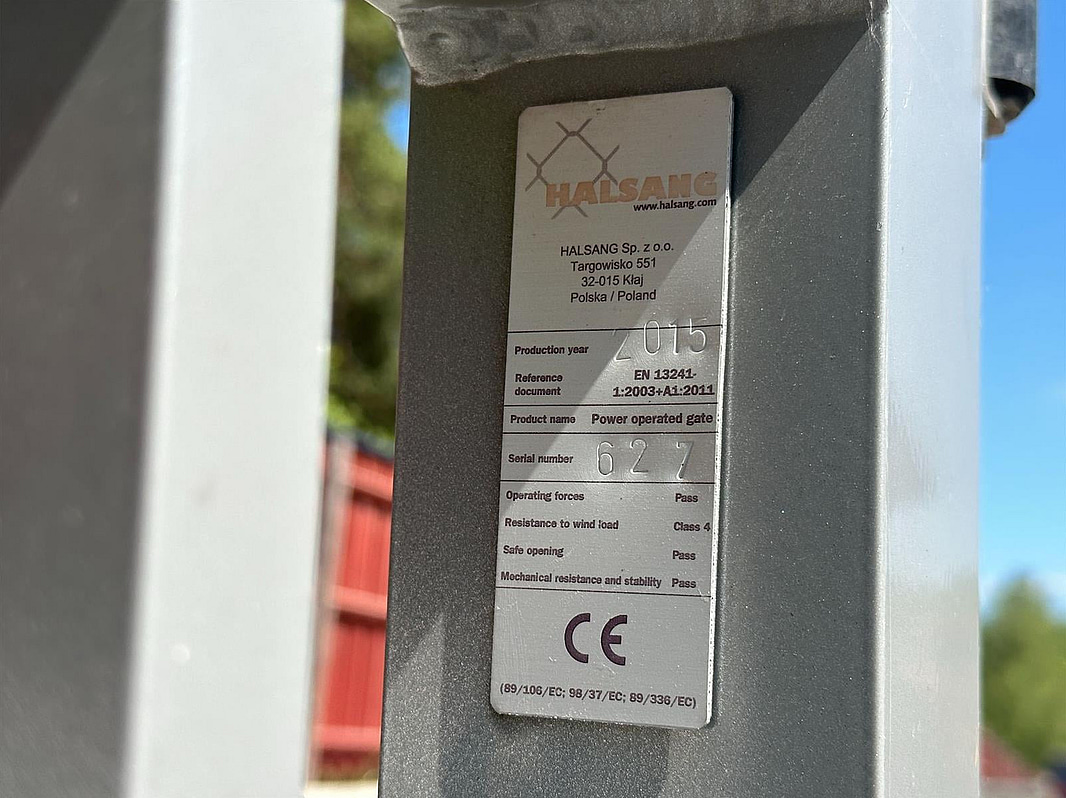 HALSANG
www.halsang.com
HALSANG Sp. z o.o.
Targowisko 551
32-015 Kłaj
Polska / Poland
Production year 2015
Reference document EN 13241-1:2003+A1:2011
Product name Power operated gate
Serial number 627
Operating forces Pass
Resistance to wind load Class 4
Safe opening Pass
Mechanical resistance and stability Pass
CE
(89/106/EC; 98/37/EC; 89/336/EC)